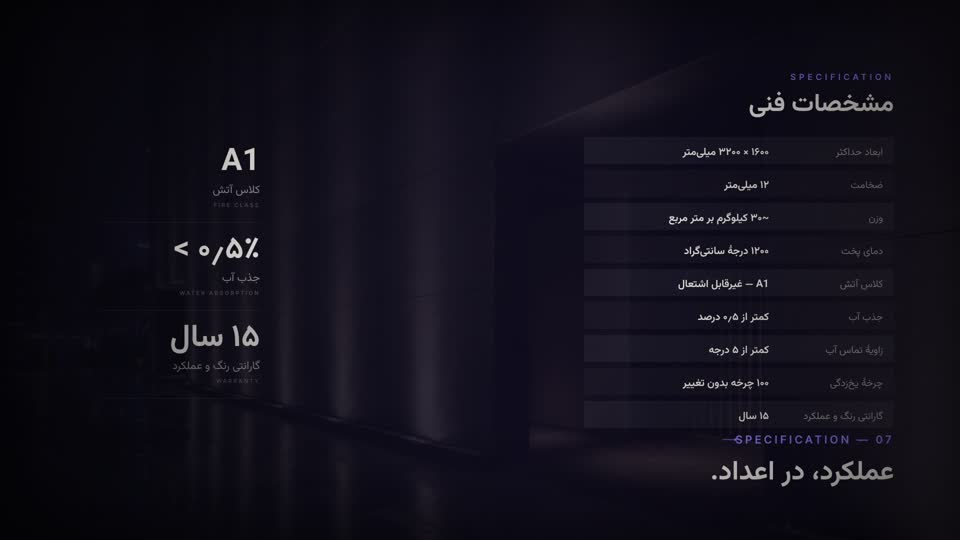 SPECIFICATION
مشخصات فنی
ابعاد حداکثر ۱۶۰۰ × ۳۲۰۰ میلی‌متر
ضخامت ۱۲ میلی‌متر
وزن ~۳۰ کیلوگرم بر متر مربع
دمای پخت ۱۲۰۰ درجهٔ سانتی‌گراد
کلاس آتش A1 — غیرقابل اشتعال
جذب آب کمتر از ۰٫۵ درصد
زاویهٔ تماس آب کمتر از ۵ درجه
چرخهٔ یخ‌زدگی ۱۰۰ چرخه بدون تغییر
گارانتی رنگ و عملکرد ۱۵ سال
SPECIFICATION — 07
عملکرد، در اعداد.
A1
کلاس آتش
FIRE CLASS
< ۰٫۵٪
جذب آب
WATER ABSORPTION
۱۵ سال
گارانتی رنگ و عملکرد
WARRANTY